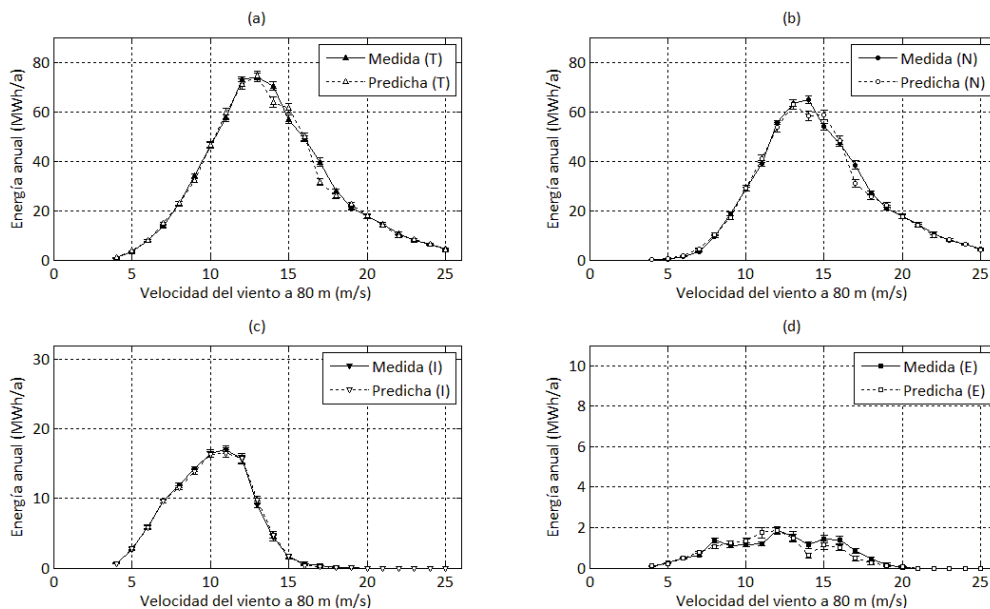 (a)
Energía anual (MWh/a)
80
60
40
20
0
0 5 10 15 20 25
Velocidad del viento a 80 m (m/s)
Medida (T)
Predicha (T)
(b)
Energía anual (MWh/a)
80
60
40
20
0
0 5 10 15 20 25
Velocidad del viento a 80 m (m/s)
Medida (N)
Predicha (N)
(c)
Energía anual (MWh/a)
30
20
10
0
0 5 10 15 20 25
Velocidad del viento a 80 m (m/s)
Medida (I)
Predicha (I)
(d)
Energía anual (MWh/a)
10
8
6
4
2
0
0 5 10 15 20 25
Velocidad del viento a 80 m (m/s)
Medida (E)
Predicha (E)